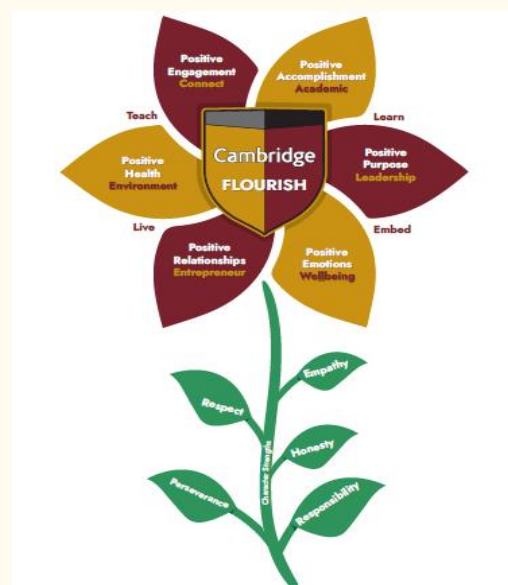 Positive
Engagement
Connect
Positive
Accomplishment
Academic
Teach
Learn
Cambridge
FLOURISH
Positive
Health
Environment
Positive
Purpose
Leadership
Live
Embed
Positive
Relationships
Entrepreneur
Positive
Emotions
Wellbeing
Empathy
Respect
Honesty
Character Strengths
Perseverance
Responsibility